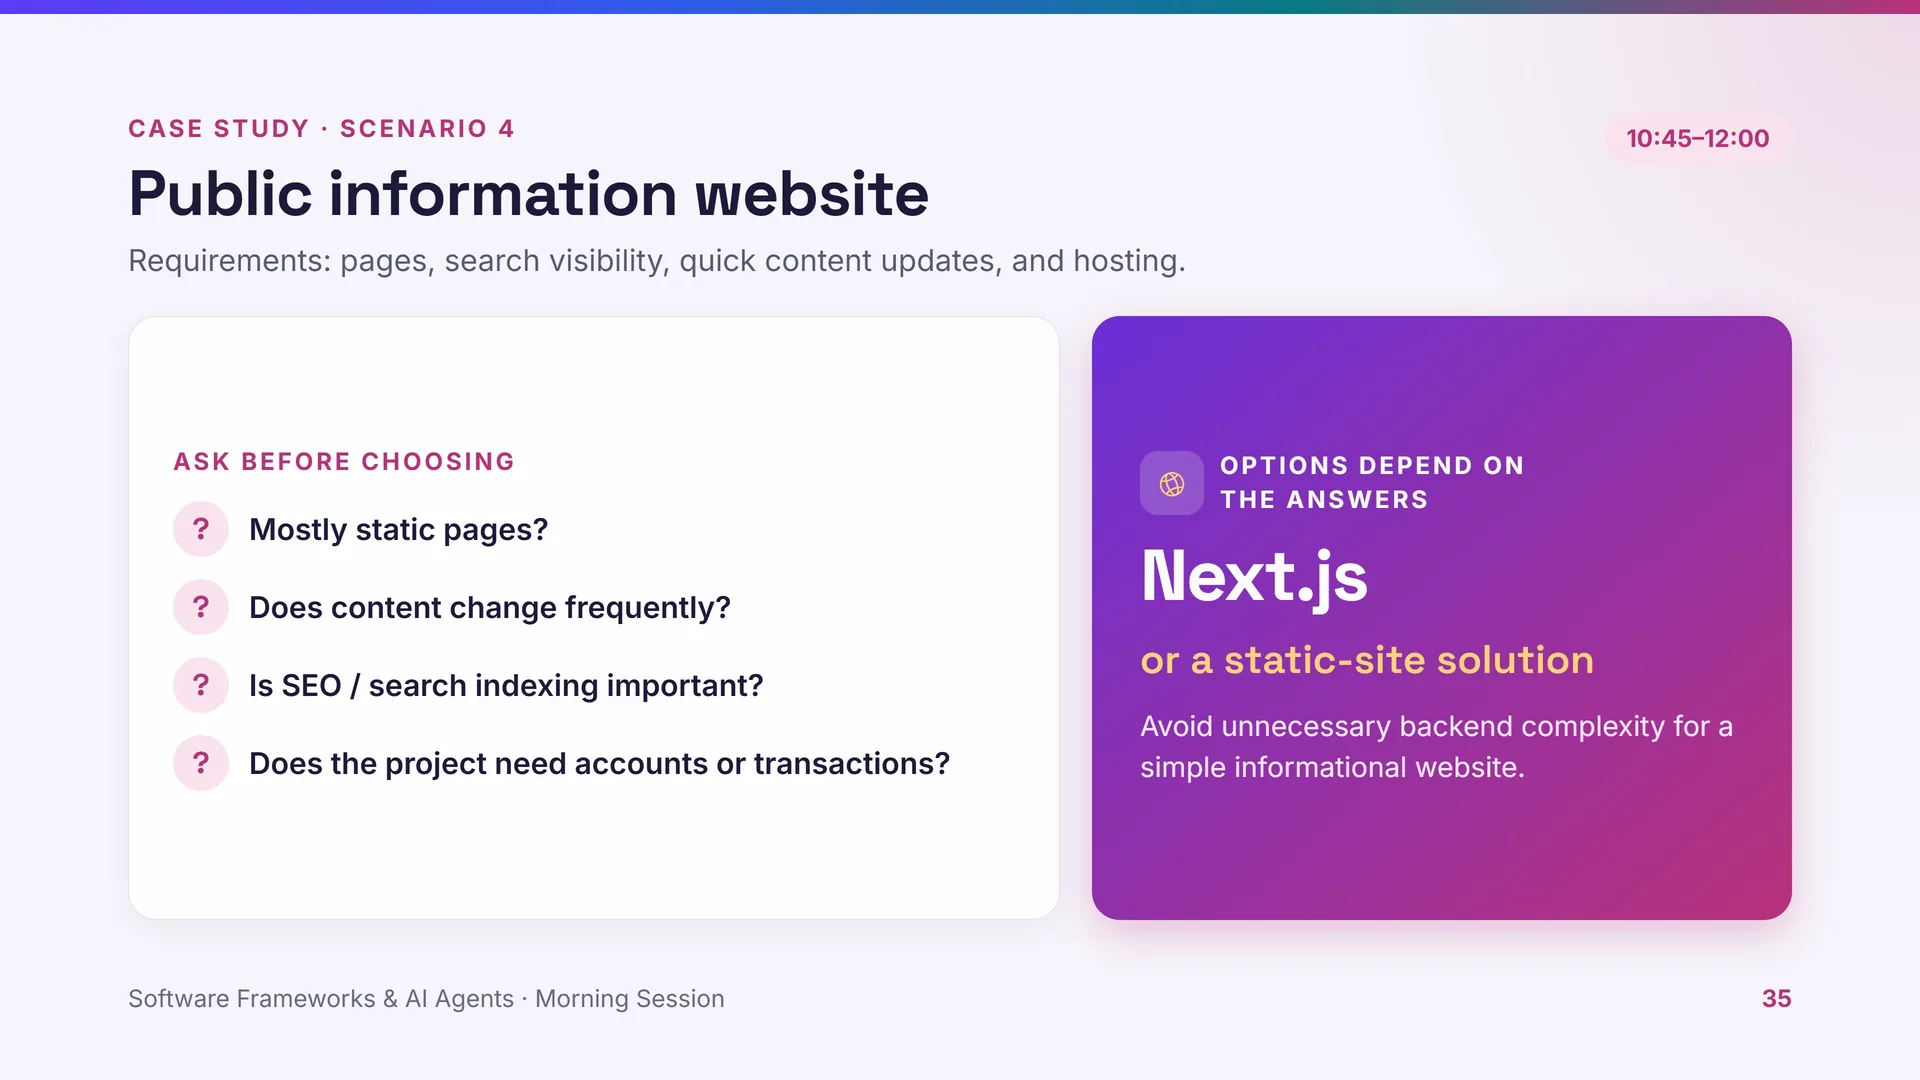 CASE STUDY · SCENARIO 4
10:45–12:00
Public information website
Requirements: pages, search visibility, quick content updates, and hosting.
ASK BEFORE CHOOSING
? Mostly static pages?
? Does content change frequently?
? Is SEO / search indexing important?
? Does the project need accounts or transactions?
OPTIONS DEPEND ON
THE ANSWERS
Next.js
or a static-site solution
Avoid unnecessary backend complexity for a
simple informational website.
Software Frameworks & AI Agents · Morning Session
35